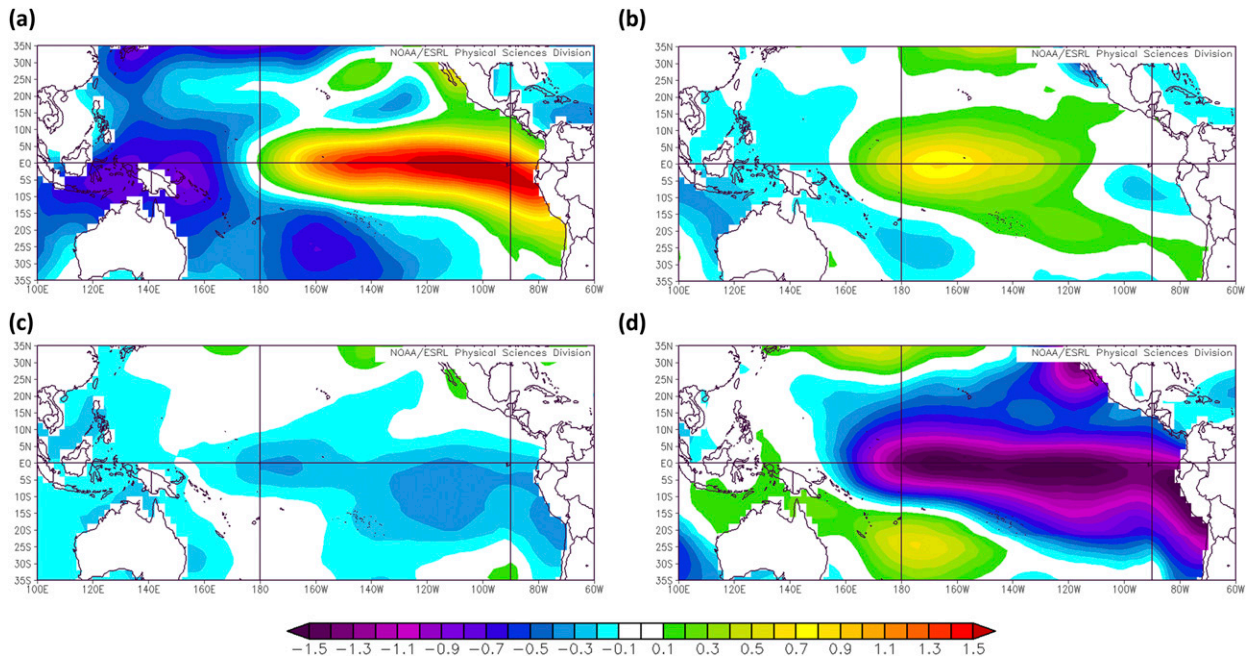 (a)
(b)
NOAA/ESRL Physical Sciences Division
NOAA/ESRL Physical Sciences Division
35N
30N
25N
20N
15N
10N
5N
EQ
5S
10S
15S
20S
25S
30S
35S
100E 120E 140E 160E 180 160W 140W 120W 100W 80W 60W
35N
30N
25N
20N
15N
10N
5N
EQ
5S
10S
15S
20S
25S
30S
35S
100E 120E 140E 160E 180 160W 140W 120W 100W 80W 60W
(c)
(d)
NOAA/ESRL Physical Sciences Division
NOAA/ESRL Physical Sciences Division
35N
30N
25N
20N
15N
10N
5N
EQ
5S
10S
15S
20S
25S
30S
35S
100E 120E 140E 160E 180 160W 140W 120W 100W 80W 60W
35N
30N
25N
20N
15N
10N
5N
EQ
5S
10S
15S
20S
25S
30S
35S
100E 120E 140E 160E 180 160W 140W 120W 100W 80W 60W
-1.5 -1.3 -1.1 -0.9 -0.7 -0.5 -0.3 -0.1 0.1 0.3 0.5 0.7 0.9 1.1 1.3 1.5